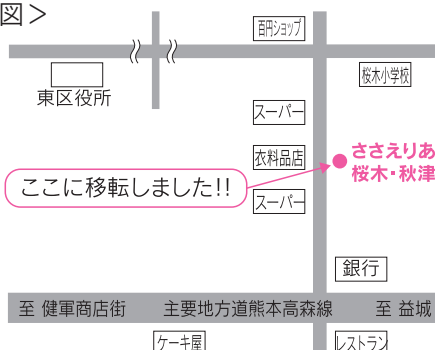 図＞
百円ショップ
桜木小学校
東区役所
スーパー
衣料品店
ささえりあ
桜木・秋津
ここに移転しました!!
スーパー
銀行
至 健軍商店街
主要地方道熊本高森線
至 益城
ケーキ屋
レストラン